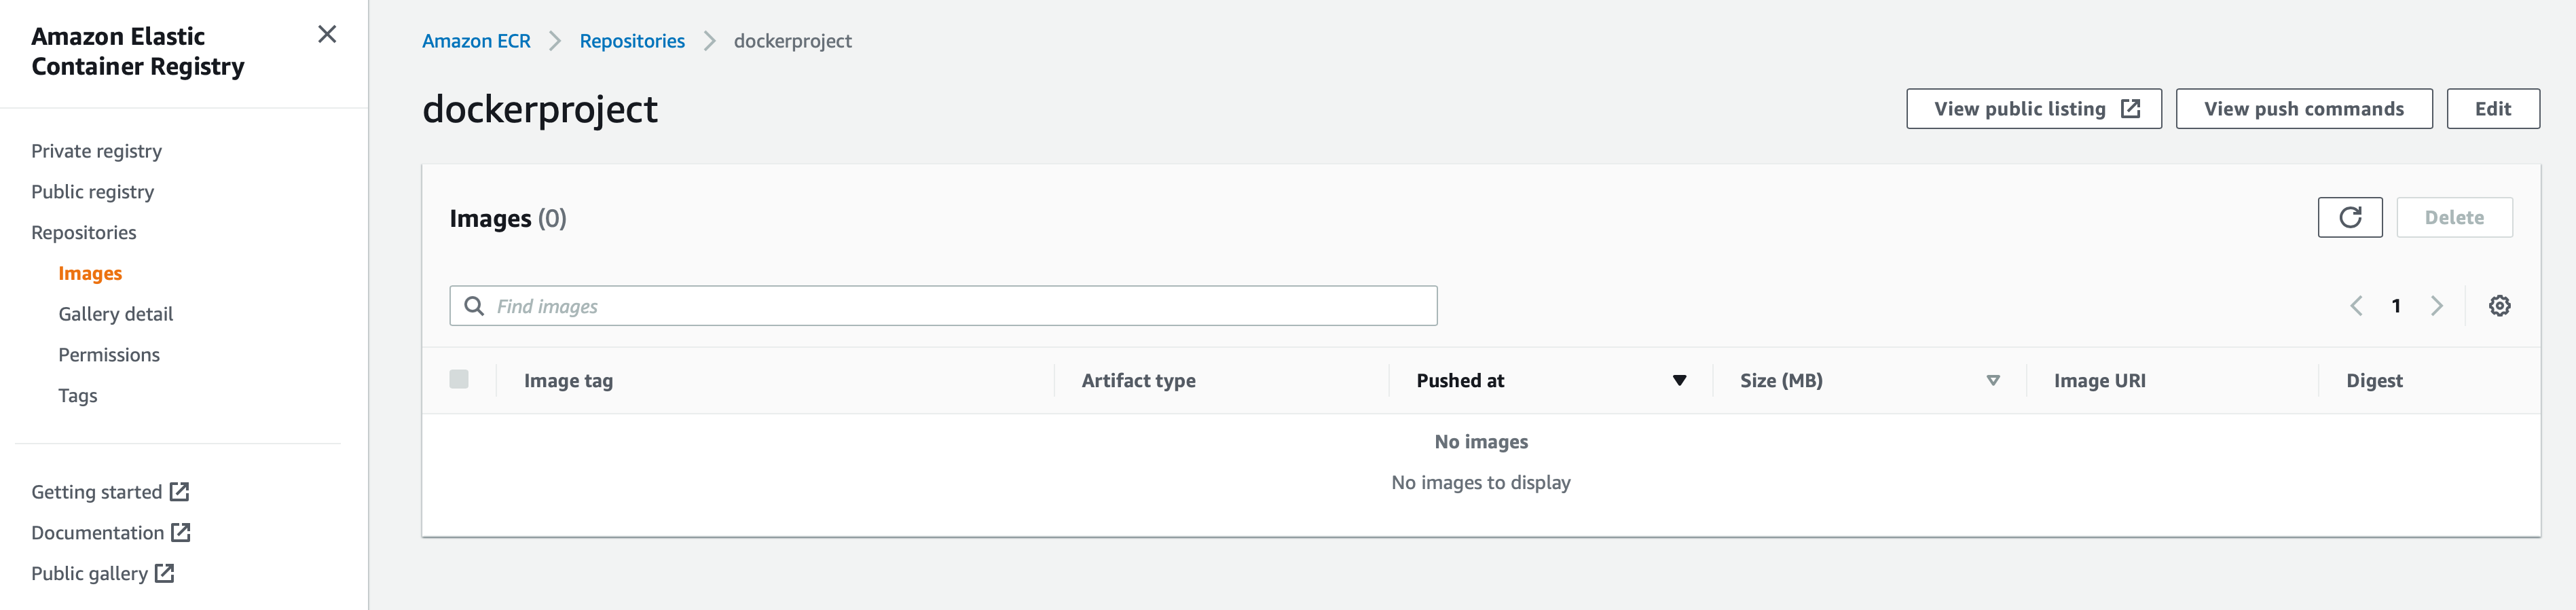 Amazon Elastic
Container Registry
Private registry
Public registry
Repositories
Images
Gallery detail
Permissions
Tags
Getting started
Documentation
Public gallery
Amazon ECR > Repositories > dockerproject
dockerproject
View public listing View push commands Edit
Images (0)
Delete
Find images
1
Image tag Artifact type Pushed at Size (MB) Image URI Digest
No images
No images to display